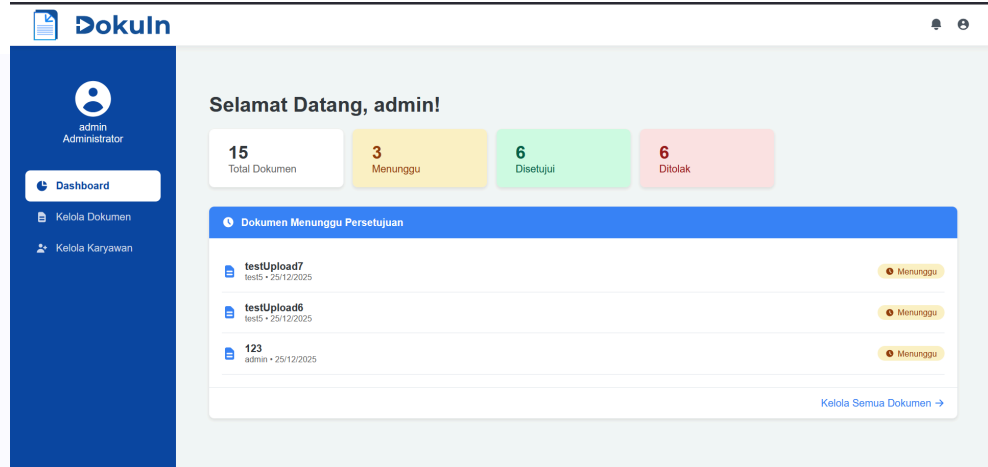 DokuIn
admin
Administrator
Dashboard
Kelola Dokumen
Kelola Karyawan
Selamat Datang, admin!
15
Total Dokumen
3
Menunggu
6
Disetujui
6
Ditolak
Dokumen Menunggu Persetujuan
testUpload7
test5 • 25/12/2025
Menunggu
testUpload6
test5 • 25/12/2025
Menunggu
123
admin • 25/12/2025
Menunggu
Kelola Semua Dokumen →